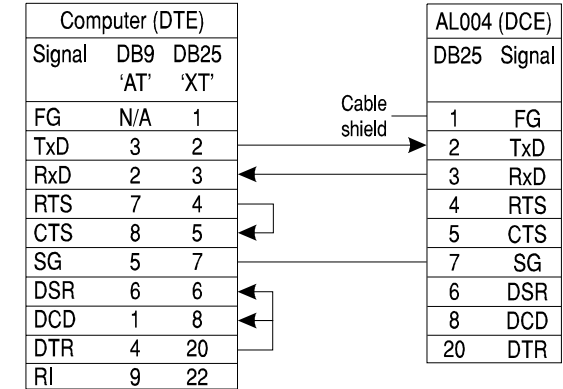 Computer (DTE)
Signal DB9 DB25
'AT' 'XT'
FG N/A 1
TxD 3 2
RxD 2 3
RTS 7 4
CTS 8 5
SG 5 7
DSR 6 6
DCD 1 8
DTR 4 20
RI 9 22
Cable
shield
AL004 (DCE)
DB25 Signal
1 FG
2 TxD
3 RxD
4 RTS
5 CTS
7 SG
6 DSR
8 DCD
20 DTR